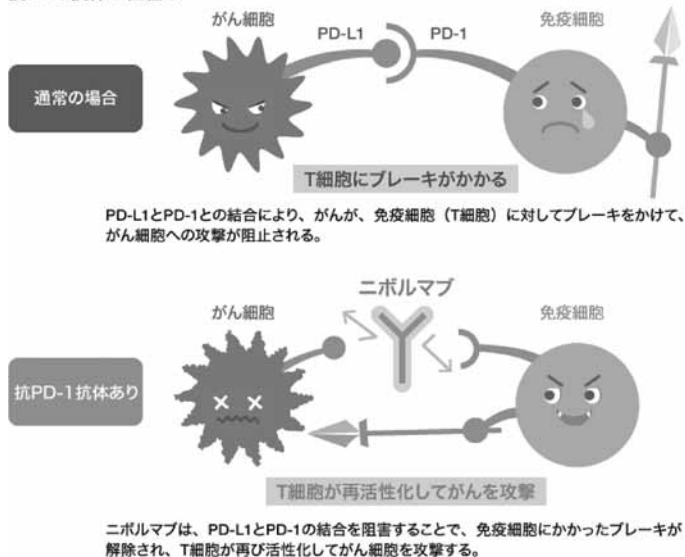 がん細胞
PD-L1
PD-1
免疫細胞
通常の場合
T細胞にブレーキがかかる
PD-L1とPD-1との結合により、がんが、免疫細胞（T細胞）に対してブレーキをかけて、
がん細胞への攻撃が阻止される。
ニボルマブ
がん細胞
免疫細胞
抗PD-1抗体あり
T細胞が再活性化してがんを攻撃
ニボルマブは、PD-L1とPD-1の結合を阻害することで、免疫細胞にかかったブレーキが
解除され、T細胞が再び活性化してがん細胞を攻撃する。